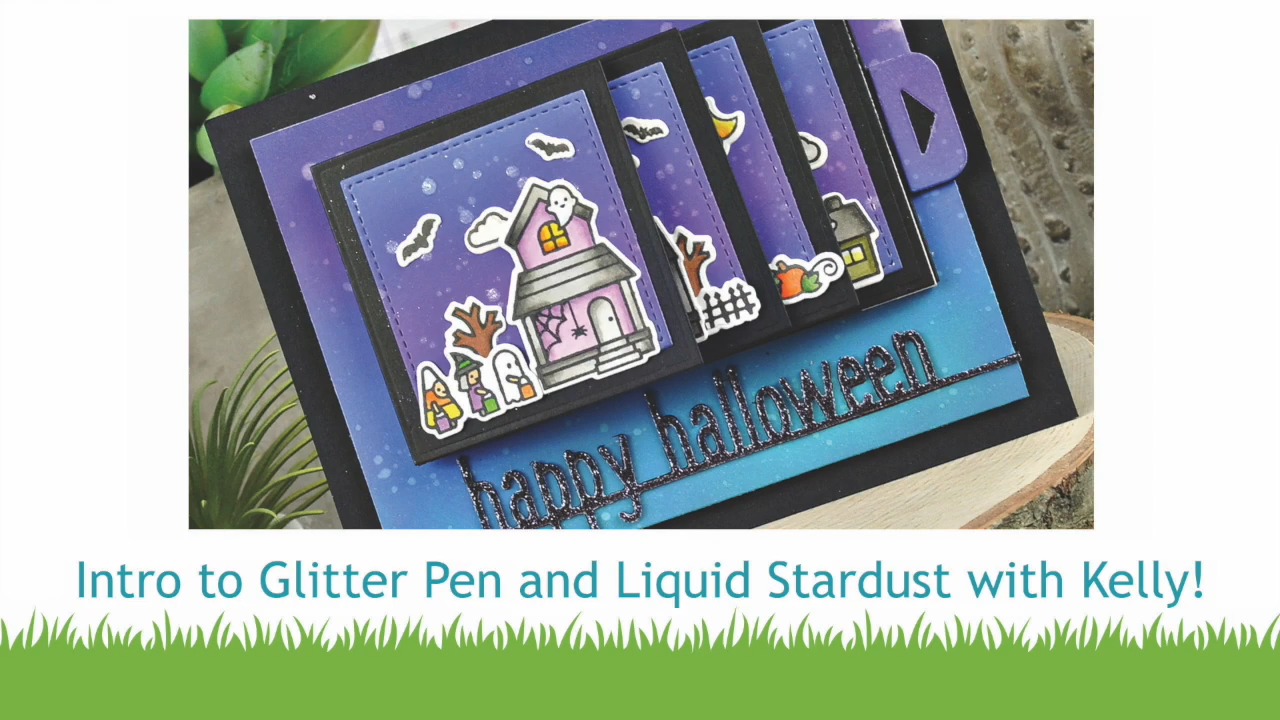 happy halloween
Intro to Glitter Pen and Liquid Stardust with Kelly!